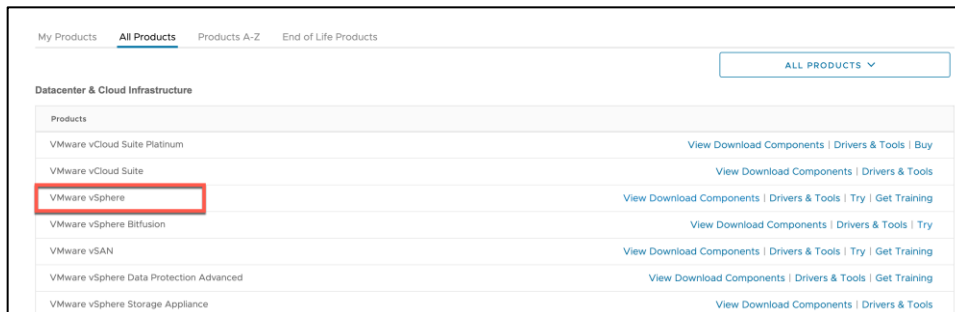 My Products All Products Products A-Z End of Life Products
ALL PRODUCTS
Datacenter & Cloud Infrastructure
Products
VMware vCloud Suite Platinum View Download Components | Drivers & Tools | Buy
VMware vCloud Suite View Download Components | Drivers & Tools
VMware vSphere View Download Components | Drivers & Tools | Try | Get Training
VMware vSphere Bitfusion View Download Components | Drivers & Tools | Try
VMware vSAN View Download Components | Drivers & Tools | Try | Get Training
VMware vSphere Data Protection Advanced View Download Components | Drivers & Tools | Get Training
VMware vSphere Storage Appliance View Download Components | Drivers & Tools